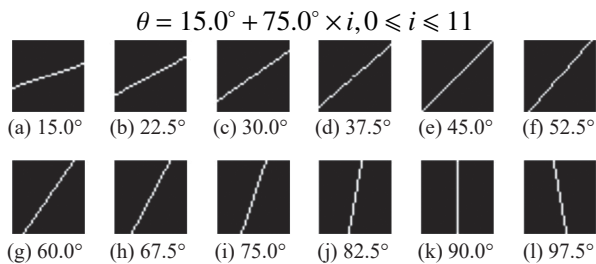 θ = 15.0° + 75.0° × i, 0 ⩽ i ⩽ 11
(a) 15.0° (b) 22.5° (c) 30.0° (d) 37.5° (e) 45.0° (f) 52.5°
(g) 60.0° (h) 67.5° (i) 75.0° (j) 82.5° (k) 90.0° (l) 97.5°